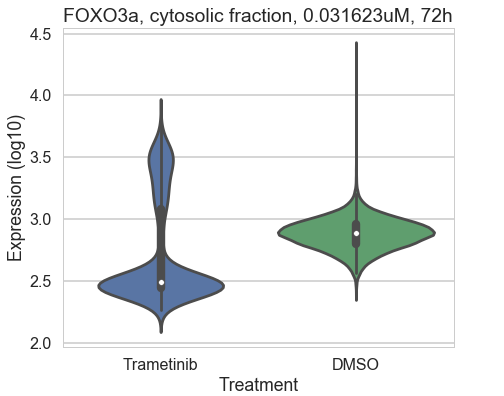 FOXO3a, cytosolic fraction, 0.031623uM, 72h
4.5
4.0
3.5
3.0
2.5
2.0
Expression (log10)
Trametinib DMSO
Treatment